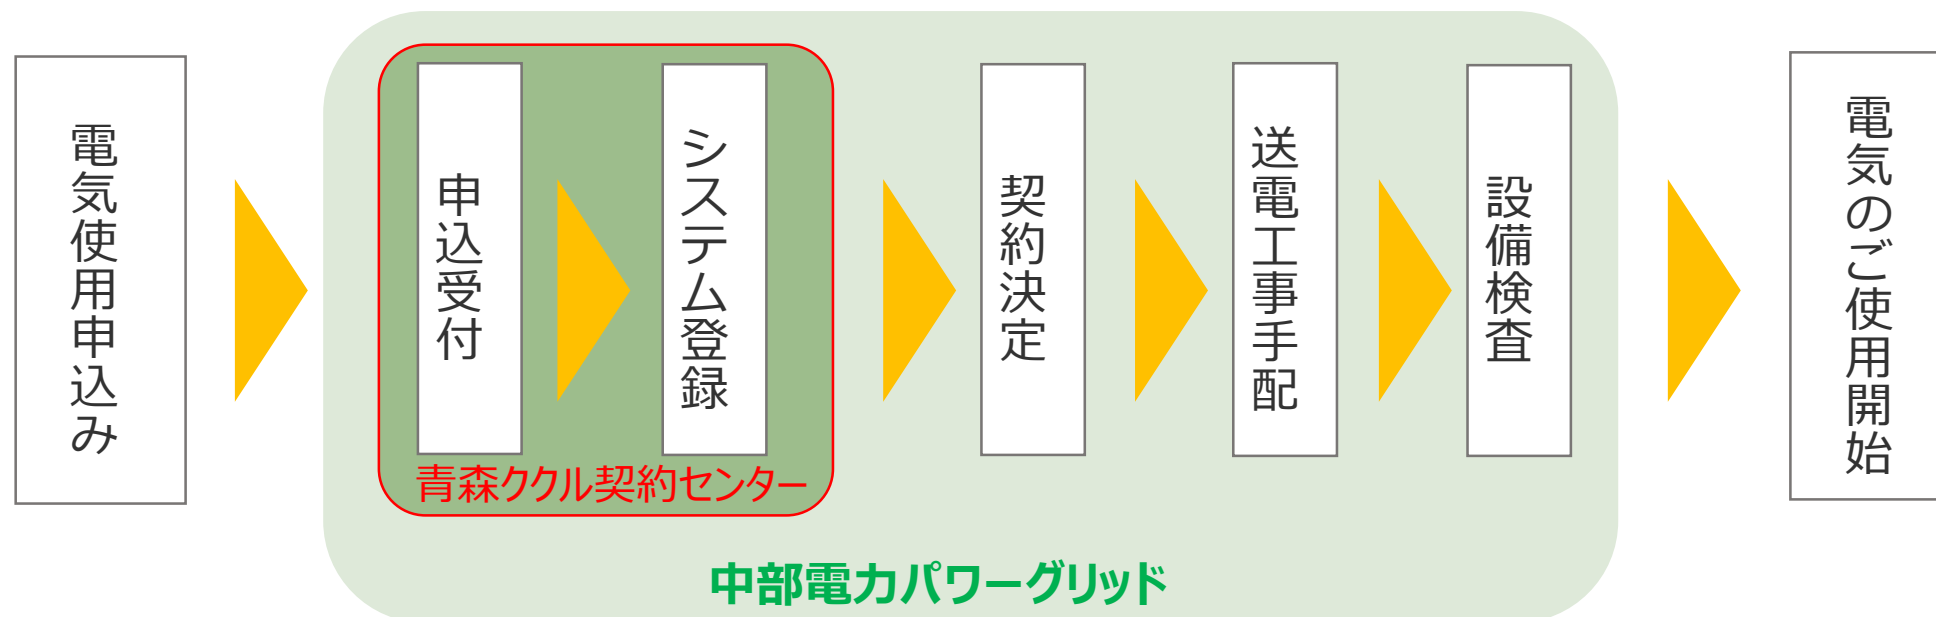 電気使用申込み
申込受付
システム登録
青森ククル契約センター
契約決定
送電工事手配
設備検査
中部電力パワーグリッド
電気のご使用開始